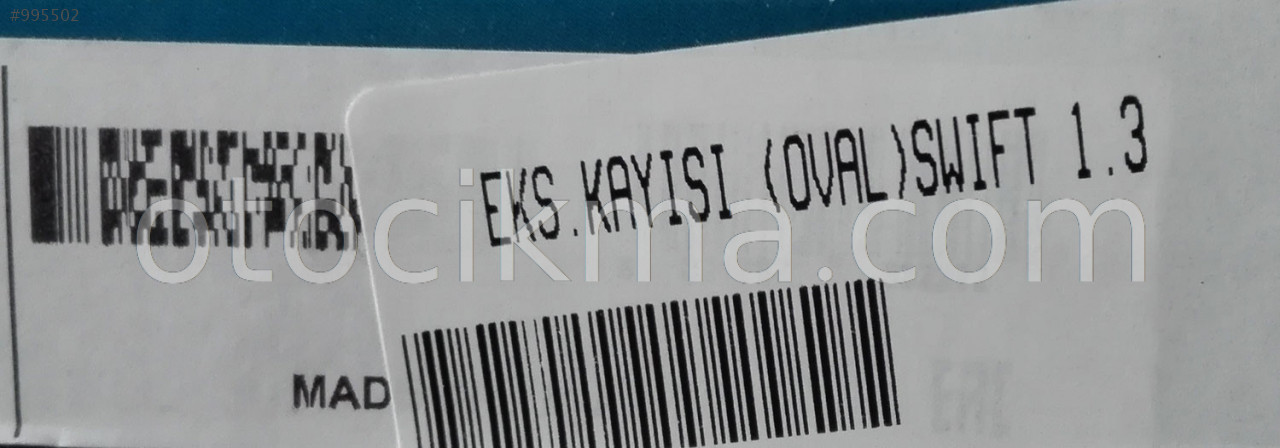 #995502
EKS.KAYISI (OVAL)SWIFT 1.3
otocikma.com
MAD